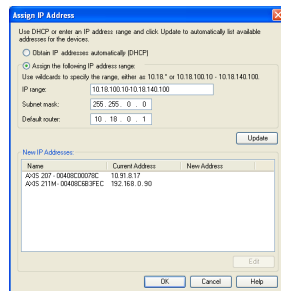 Assign IP Address
Use DHCP or enter an IP address range and click Update to automatically list available
addresses for the devices.
Obtain IP addresses automatically (DHCP)
Assign the following IP address range:
Use wildcards to specify the range, either as 10.18.* or 10.18.100.10 - 10.18.140.100.
IP range: 10.18.100.10-10.18.140.100
Subnet mask: 255 . 255 . 0 . 0
Default router: 10 . 18 . 0 . 1
Update
New IP Addresses:
Name Current Address New Address
AXIS 207 - 00408C00078C 10.91.8.17
AXIS 211M - 00408C6B3FEC 192.168.0.90
Edit
OK Cancel Help